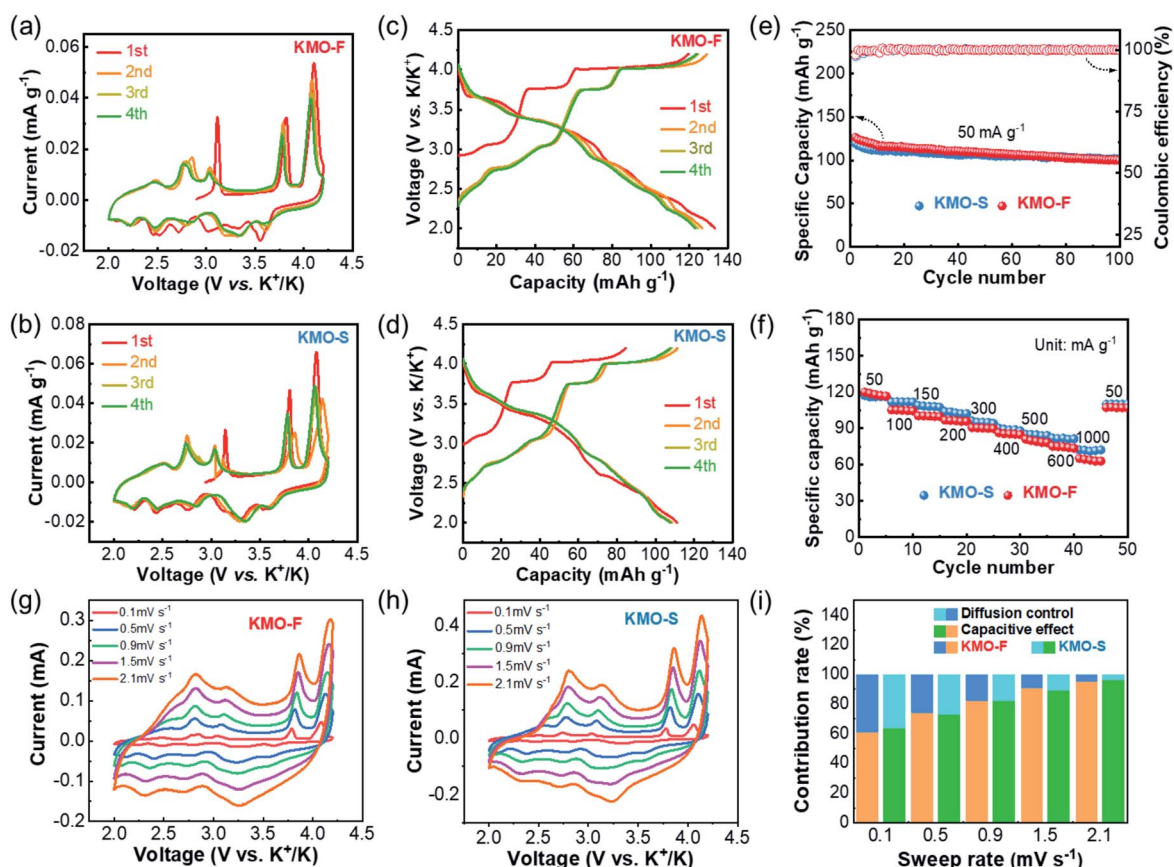 (a)
KMO-F
1st
2nd
3rd
4th
Current (mA g⁻¹)
0.06
0.04
0.02
0.00
-0.02
2.0 2.5 3.0 3.5 4.0 4.5
Voltage (V vs. K⁺/K)
(c)
KMO-F
1st
2nd
3rd
4th
Voltage (V vs. K/K⁺)
4.5
4.0
3.5
3.0
2.5
2.0
0 20 40 60 80 100 120 140
Capacity (mAh g⁻¹)
(e)
Specific Capacity (mAh g⁻¹)
250
200
150
100
50
0
50 mA g⁻¹
KMO-S KMO-F
Coulombic efficiency (%)
100
75
50
25
0 20 40 60 80 100
Cycle number
(b)
KMO-S
1st
2nd
3rd
4th
Current (mA g⁻¹)
0.08
0.06
0.04
0.02
0.00
-0.02
2.0 2.5 3.0 3.5 4.0 4.5
Voltage (V vs. K⁺/K)
(d)
KMO-S
1st
2nd
3rd
4th
Voltage (V vs. K/K⁺)
4.5
4.0
3.5
3.0
2.5
2.0
0 20 40 60 80 100 120 140
Capacity (mAh g⁻¹)
(f)
Specific capacity (mAh g⁻¹)
180
150
120
90
60
30
0
Unit: mA g⁻¹
50 100 150 200 300 400 500 600 1000 50
KMO-S KMO-F
0 10 20 30 40 50
Cycle number
(g)
0.1mV s⁻¹
0.5mV s⁻¹
0.9mV s⁻¹
1.5mV s⁻¹
2.1mV s⁻¹
KMO-F
Current (mA)
0.4
0.3
0.2
0.1
0.0
-0.1
-0.2
2.0 2.5 3.0 3.5 4.0
Voltage (V vs. K⁺/K)
(h)
0.1mV s⁻¹
0.5mV s⁻¹
0.9mV s⁻¹
1.5mV s⁻¹
2.1mV s⁻¹
KMO-S
Current (mA)
0.4
0.2
0.0
-0.2
2.0 2.5 3.0 3.5 4.0
Voltage (V vs. K⁺/K)
(i)
Contribution rate (%)
140
120
100
80
60
40
20
0
Diffusion control
Capacitive effect
KMO-F KMO-S
0.1 0.5 0.9 1.5 2.1
Sweep rate (mV s⁻¹)